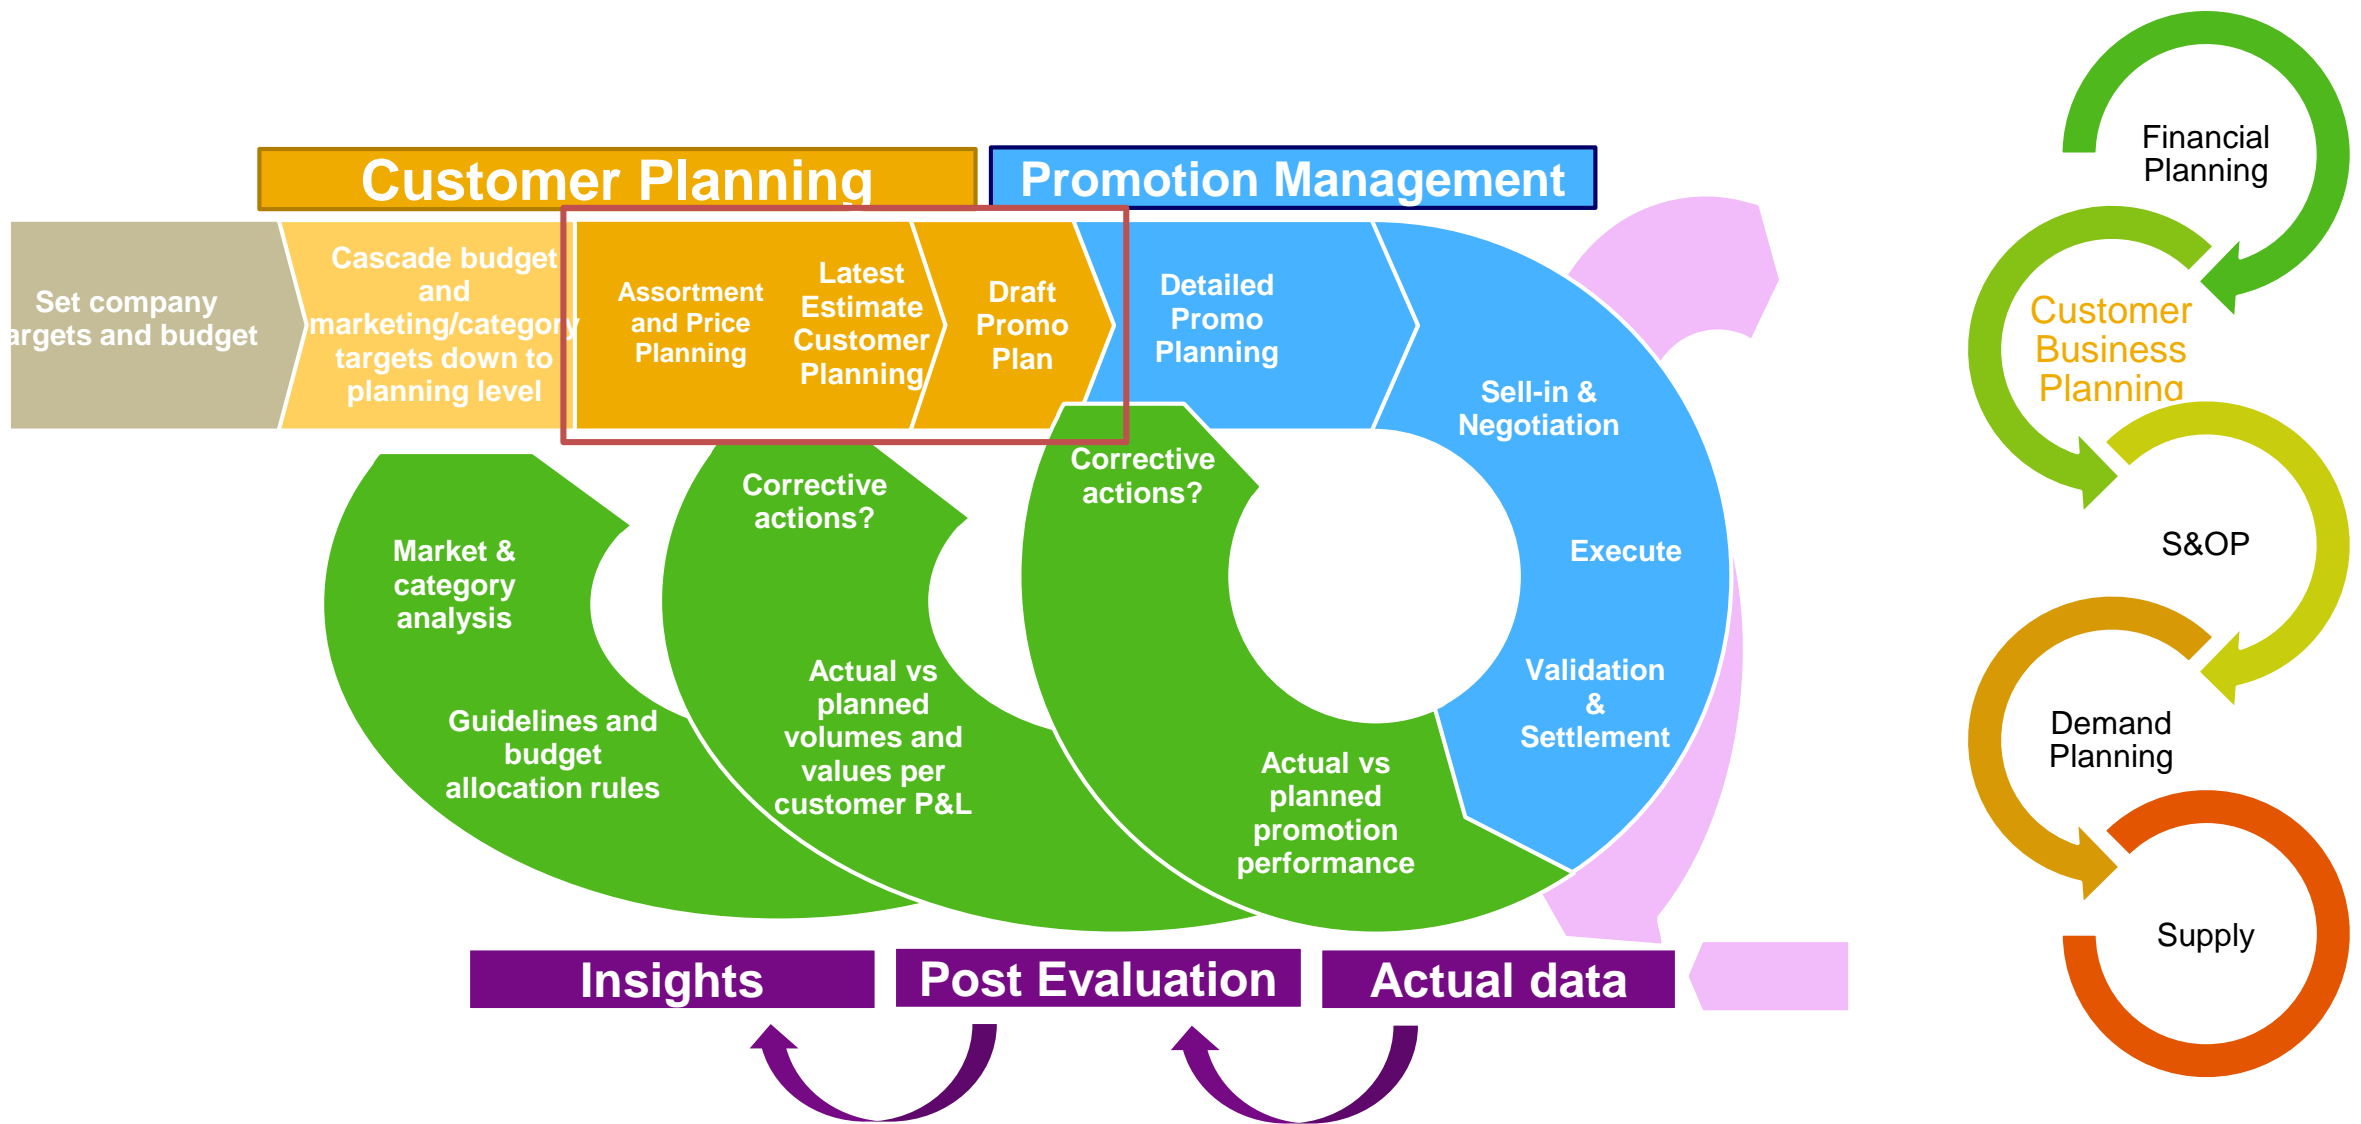 Customer Planning
Promotion Management
Set company
argets and budget
Cascade budget
and
marketing/category
targets down to
planning level
Assortment
and Price
Planning
Latest
Estimate
Customer
Planning
Draft
Promo
Plan
Detailed
Promo
Planning
Sell-in &
Negotiation
Execute
Validation
&
Settlement
Corrective
actions?
Corrective
actions?
Market &
category
analysis
Guidelines and
budget
allocation rules
Actual vs
planned
volumes and
values per
customer P&L
Actual vs
planned
promotion
performance
Insights
Post Evaluation
Actual data
Financial
Planning
Customer
Business
Planning
S&OP
Demand
Planning
Supply